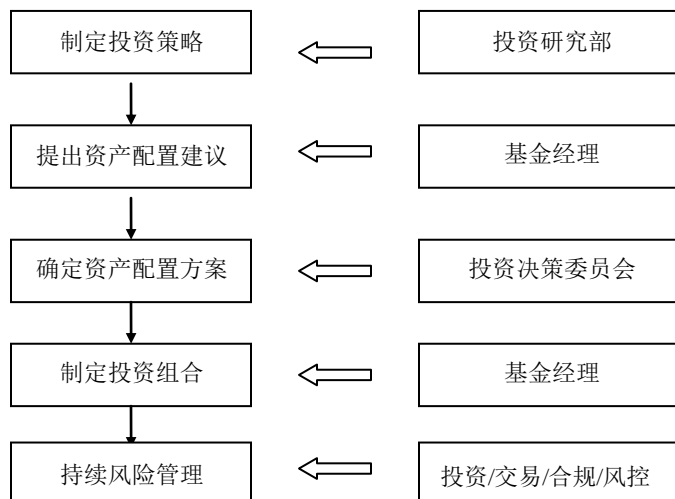 制定投资策略
投资研究部
提出资产配置建议
基金经理
确定资产配置方案
投资决策委员会
制定投资组合
基金经理
持续风险管理
投资/交易/合规/风控